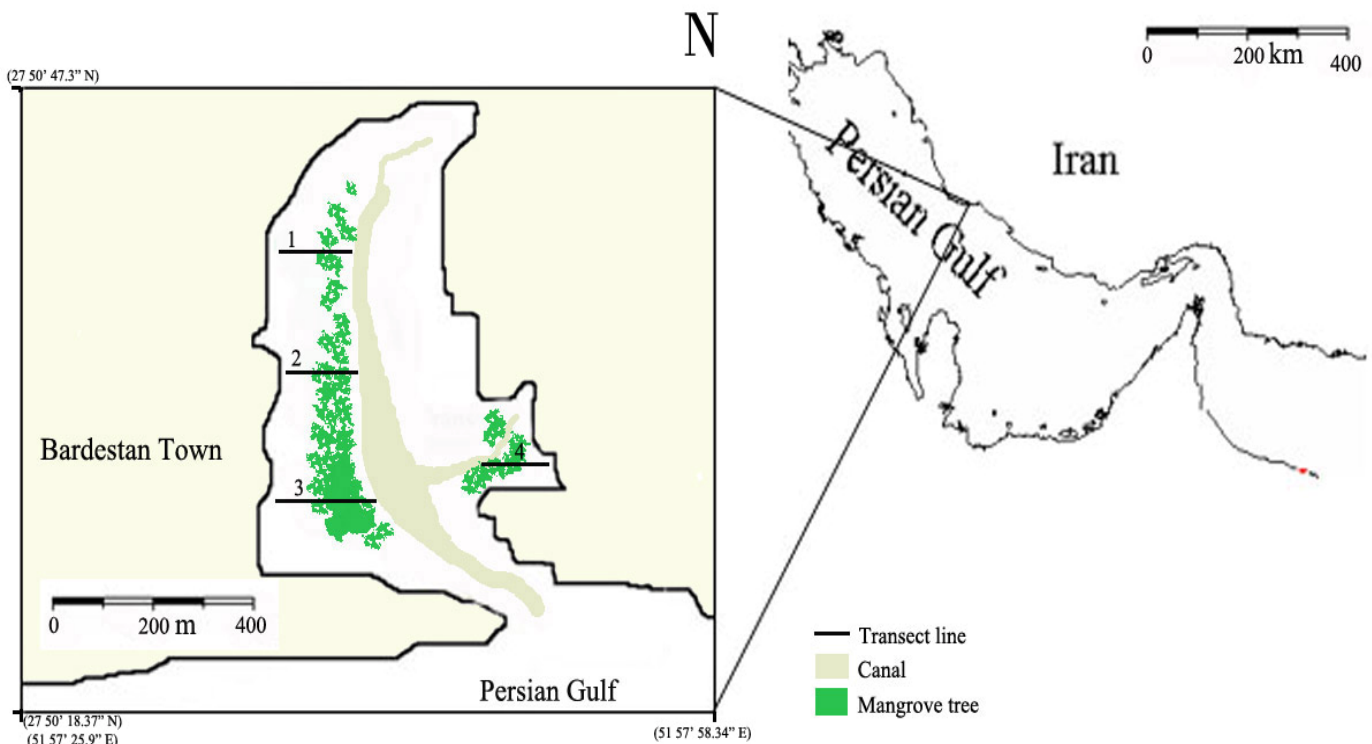 N
(27 50' 47.3" N)
0
200 km
400
Iran
Persian Gulf
1
2
3
4
Bardestan Town
0
200 m
400
Persian Gulf
(27 50' 18.37" N)
(51 57' 25.9" E)
(51 57' 58.34" E)
Transect line
Canal
Mangrove tree